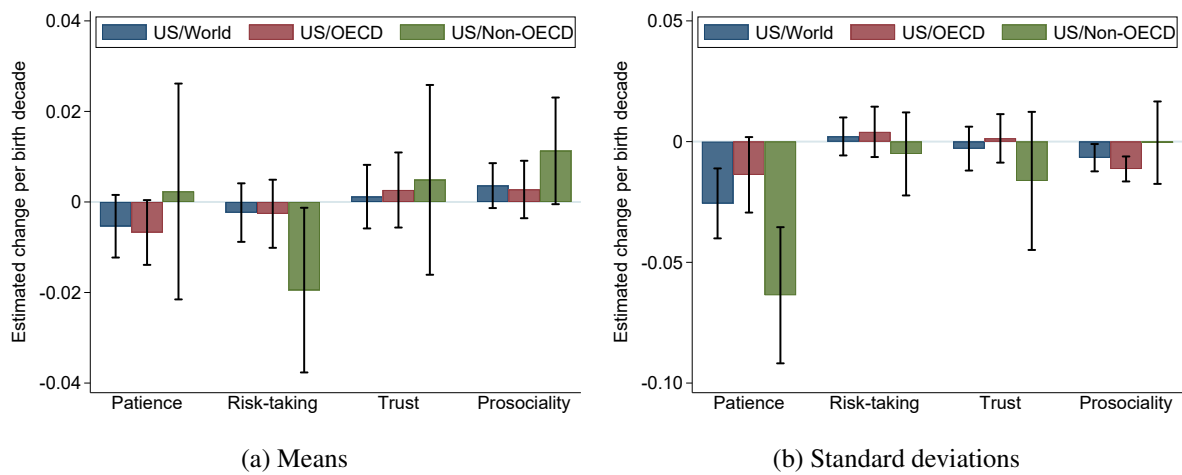 US/World US/OECD US/Non-OECD
Estimated change per birth decade
0.04
0.02
0
-0.02
-0.04
Patience Risk-taking Trust Prosociality
(a) Means
US/World US/OECD US/Non-OECD
Estimated change per birth decade
0.05
0
-0.05
-0.10
Patience Risk-taking Trust Prosociality
(b) Standard deviations